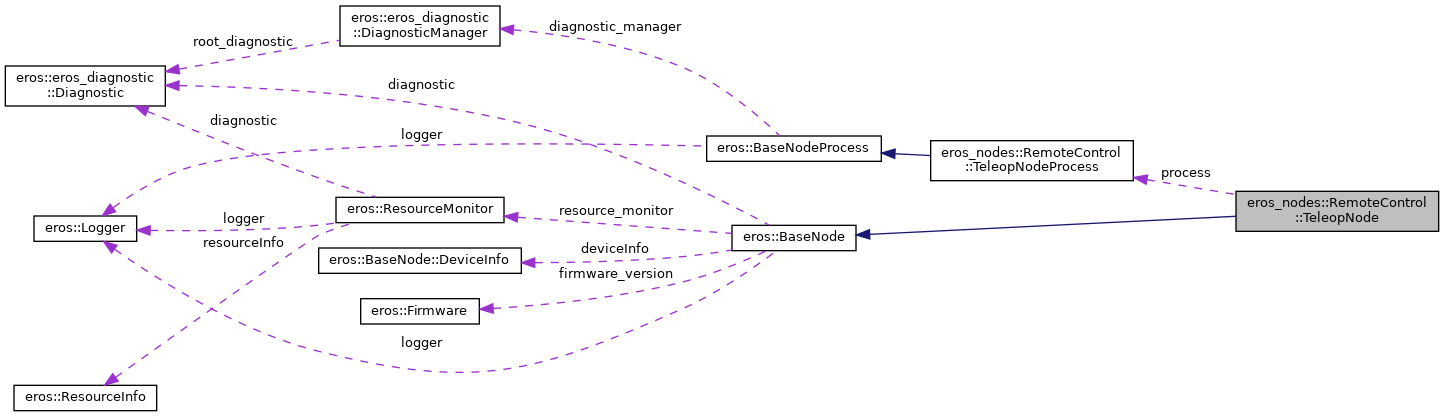 eros::eros_diagnostic
::DiagnosticManager
diagnostic_manager
root_diagnostic
eros::eros_diagnostic
::Diagnostic
diagnostic
diagnostic
logger
eros::BaseNodeProcess
eros_nodes::RemoteControl
::TeleopNodeProcess
process
eros_nodes::RemoteControl
::TeleopNode
eros::ResourceMonitor
resource_monitor
eros::Logger
logger
resourceInfo
eros::BaseNode
deviceInfo
eros::BaseNode::DeviceInfo
firmware_version
eros::Firmware
logger
eros::ResourceInfo